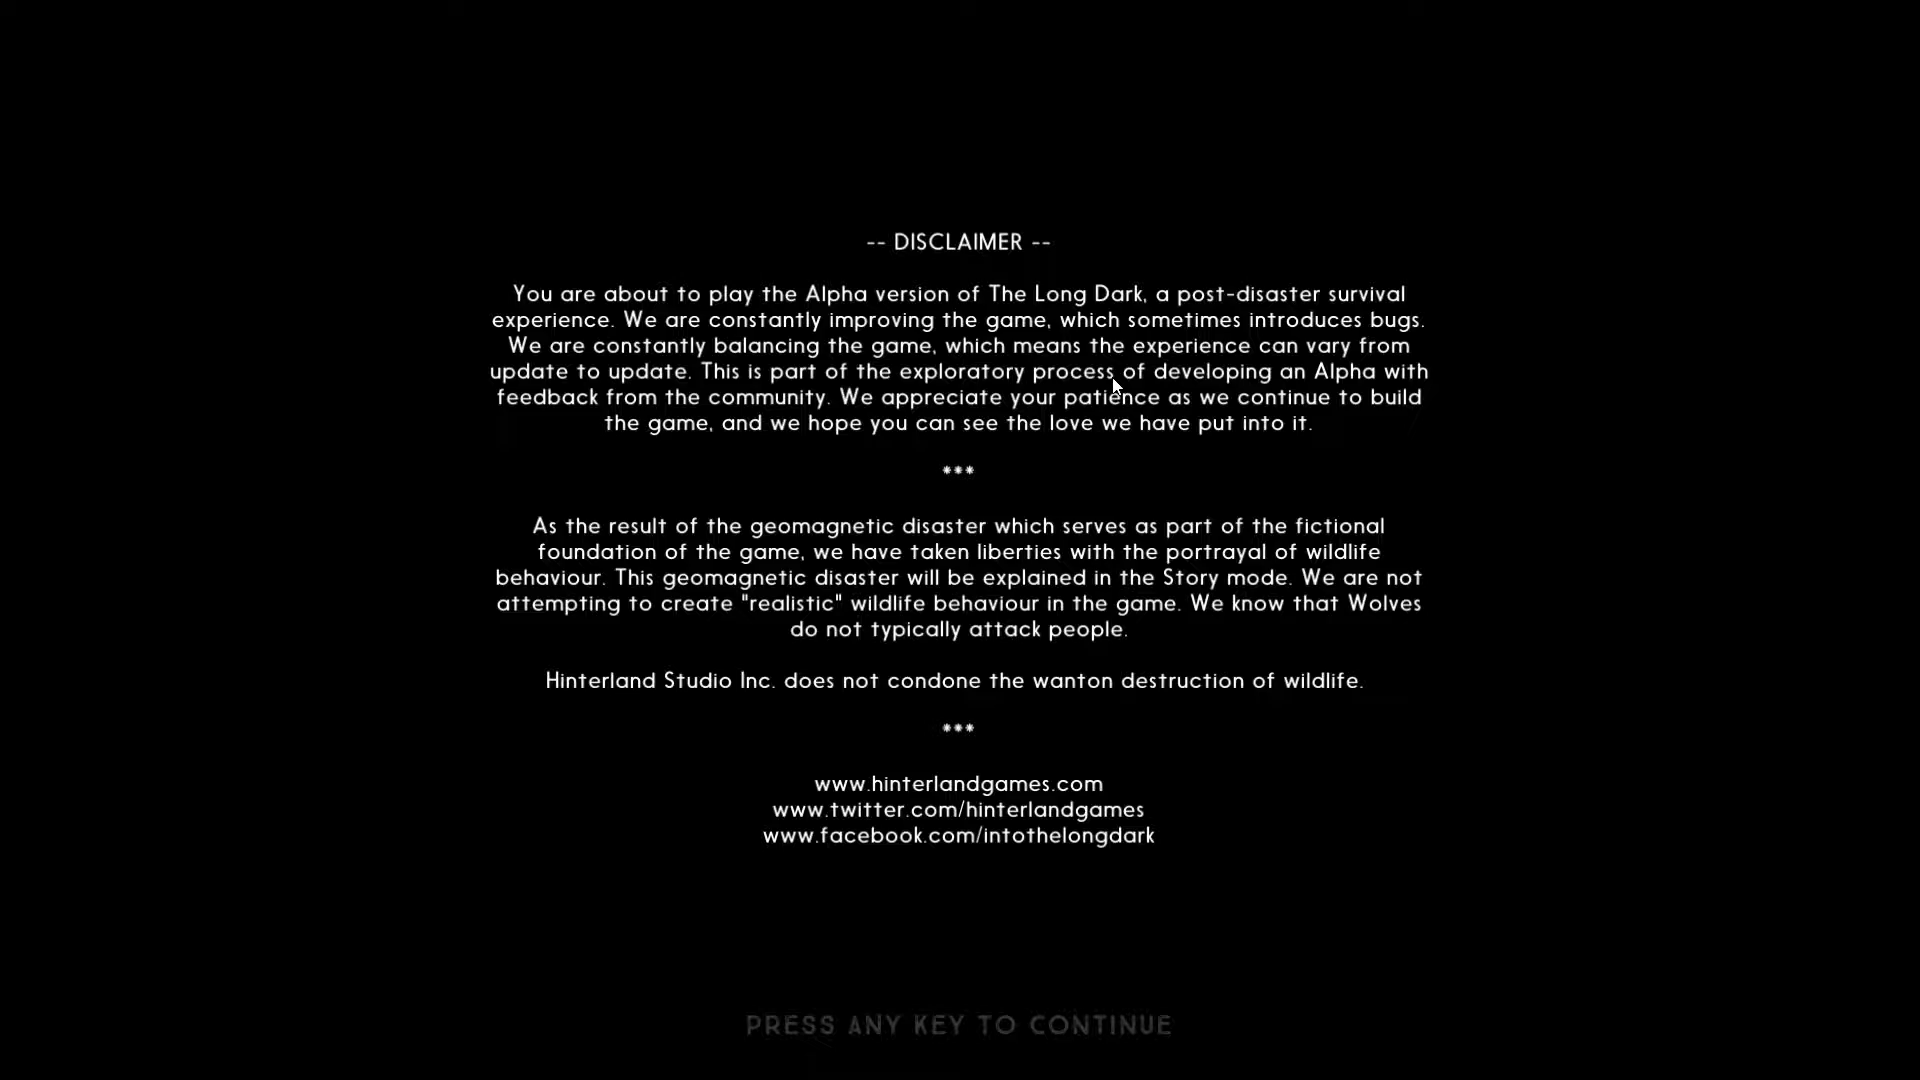 -- DISCLAIMER --
You are about to play the Alpha version of The Long Dark, a post-disaster survival
experience. We are constantly improving the game, which sometimes introduces bugs.
We are constantly balancing the game, which means the experience can vary from
update to update. This is part of the exploratory process of developing an Alpha with
feedback from the community. We appreciate your patience as we continue to build
the game, and we hope you can see the love we have put into it.
***
As the result of the geomagnetic disaster which serves as part of the fictional
foundation of the game, we have taken liberties with the portrayal of wildlife
behaviour. This geomagnetic disaster will be explained in the Story mode. We are not
attempting to create "realistic" wildlife behaviour in the game. We know that Wolves
do not typically attack people.
Hinterland Studio Inc. does not condone the wanton destruction of wildlife.
***
www.hinterlandgames.com
www.twitter.com/hinterlandgames
www.facebook.com/intothelongdark
PRESS ANY KEY TO CONTINUE